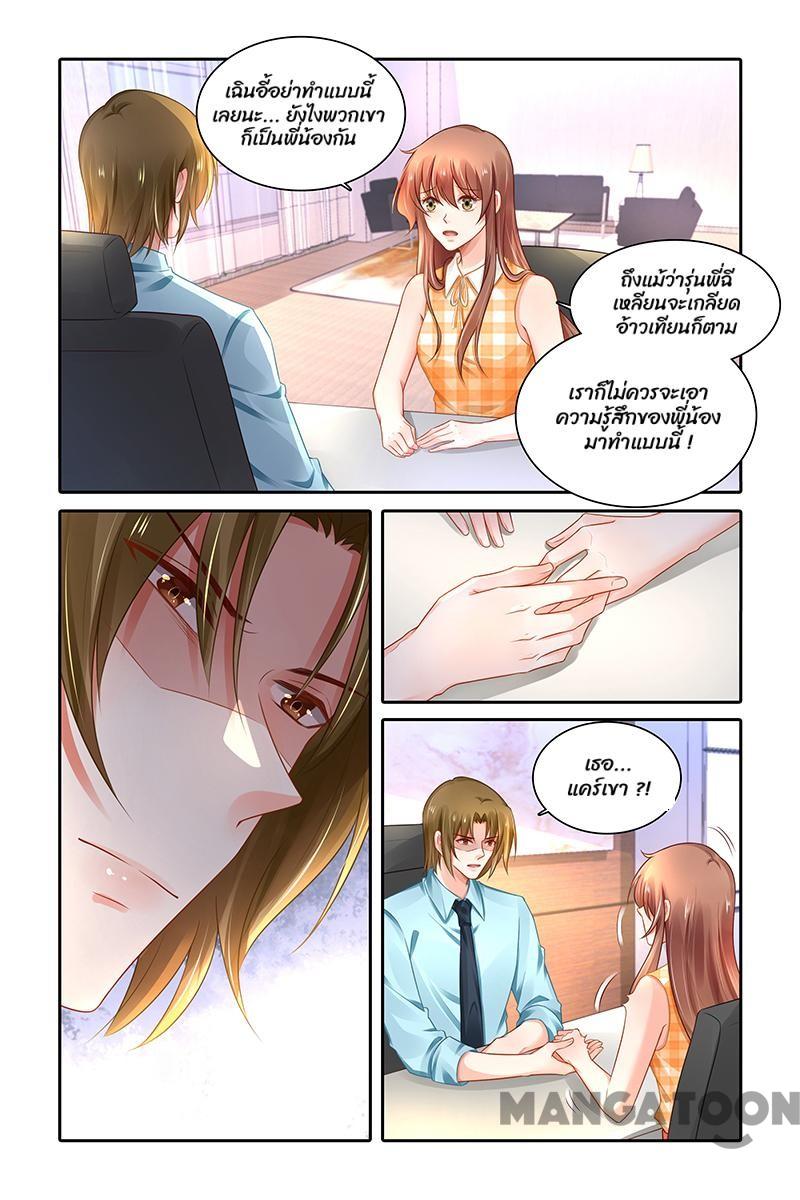 เฉินอี้อย่าทำแบบนี้
เลยนะ... ยังไงพวกเขา
ก็เป็นพี่น้องกัน
ถึงแม้ว่ารุ่นพี่ฉี
เหลียนจะเกลียด
อ้าวเทียนก็ตาม
เราก็ไม่ควรจะเอา
ความรู้สึกของพี่น้อง
มาทำแบบนี้ !
เธอ...
แคร์เขา ?!
MANGATOON